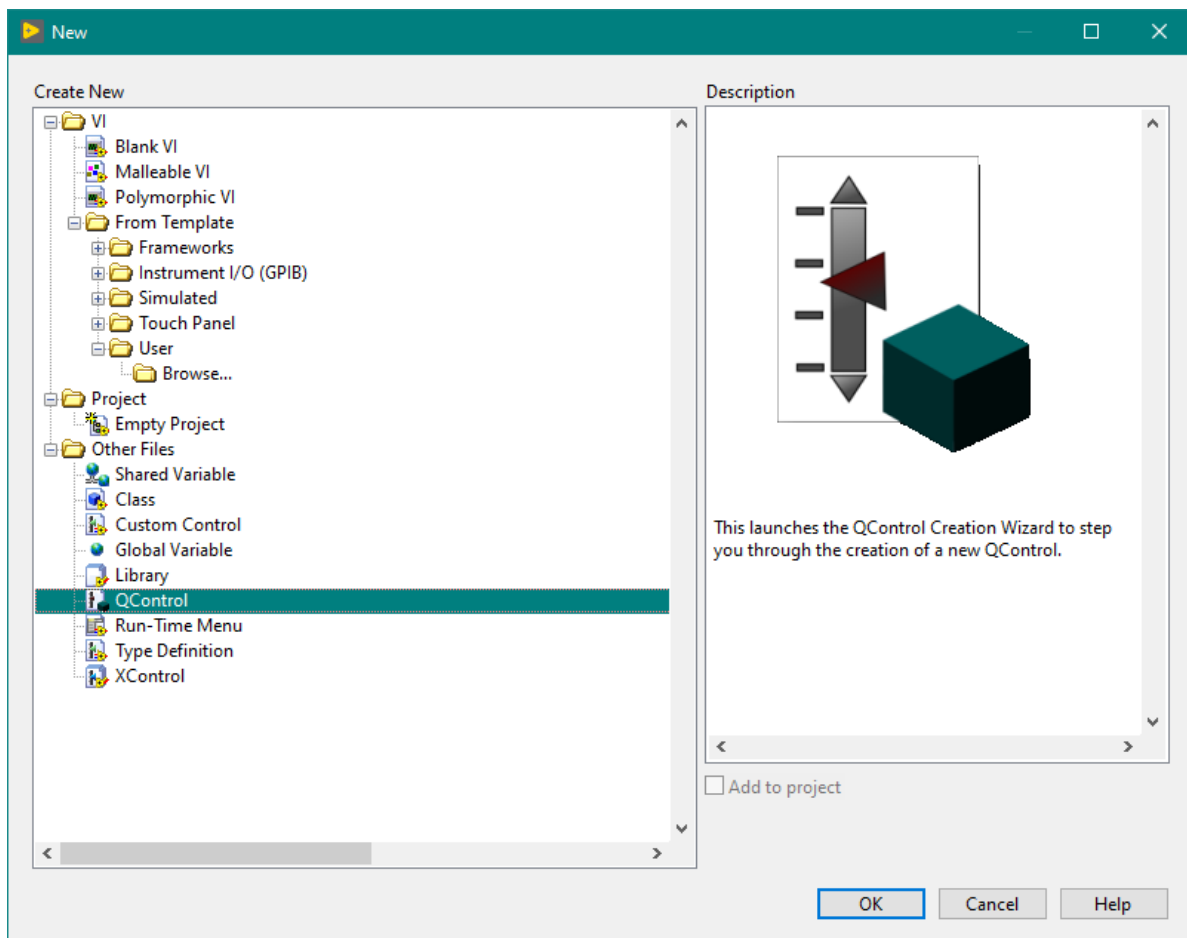 New
Create New
VI
Blank VI
Malleable VI
Polymorphic VI
From Template
Frameworks
Instrument I/O (GPIB)
Simulated
Touch Panel
User
Browse...
Project
Empty Project
Other Files
Shared Variable
Class
Custom Control
Global Variable
Library
QControl
Run-Time Menu
Type Definition
XControl
Description
This launches the QControl Creation Wizard to step
you through the creation of a new QControl.
Add to project
OK
Cancel
Help